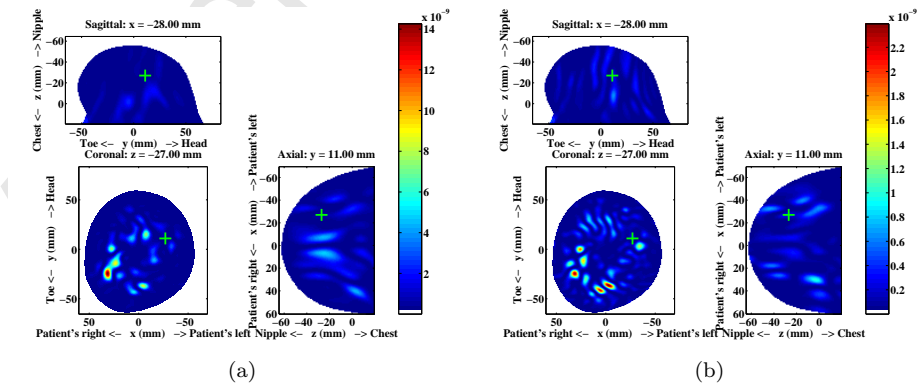 Sagittal: x = −28.00 mm
x 10⁻⁹
Chest <− z (mm) −> Nipple
−60
−40
−20
0
−50 0 50
Toe <− y (mm) −> Head
14
12
10
8
6
4
2
Coronal: z = −27.00 mm
Toe <− y (mm) −> Head
50
0
−50
50 0 −50
Patient's right <− x (mm) −> Patient's left
Axial: y = 11.00 mm
Patient's right <− x (mm) −> Patient's left
−60
−40
−20
0
20
40
60
−60 −40 −20 0
Nipple <− z (mm) −> Chest
(a)
Sagittal: x = −28.00 mm
x 10⁻⁹
Chest <− z (mm) −> Nipple
−60
−40
−20
0
−50 0 50
Toe <− y (mm) −> Head
2.2
2
1.8
1.6
1.4
1.2
1
0.8
0.6
0.4
0.2
Coronal: z = −27.00 mm
Toe <− y (mm) −> Head
50
0
−50
50 0 −50
Patient's right <− x (mm) −> Patient's left
Axial: y = 11.00 mm
Patient's right <− x (mm) −> Patient's left
−60
−40
−20
0
20
40
60
−60 −40 −20 0
Nipple <− z (mm) −> Chest
(b)